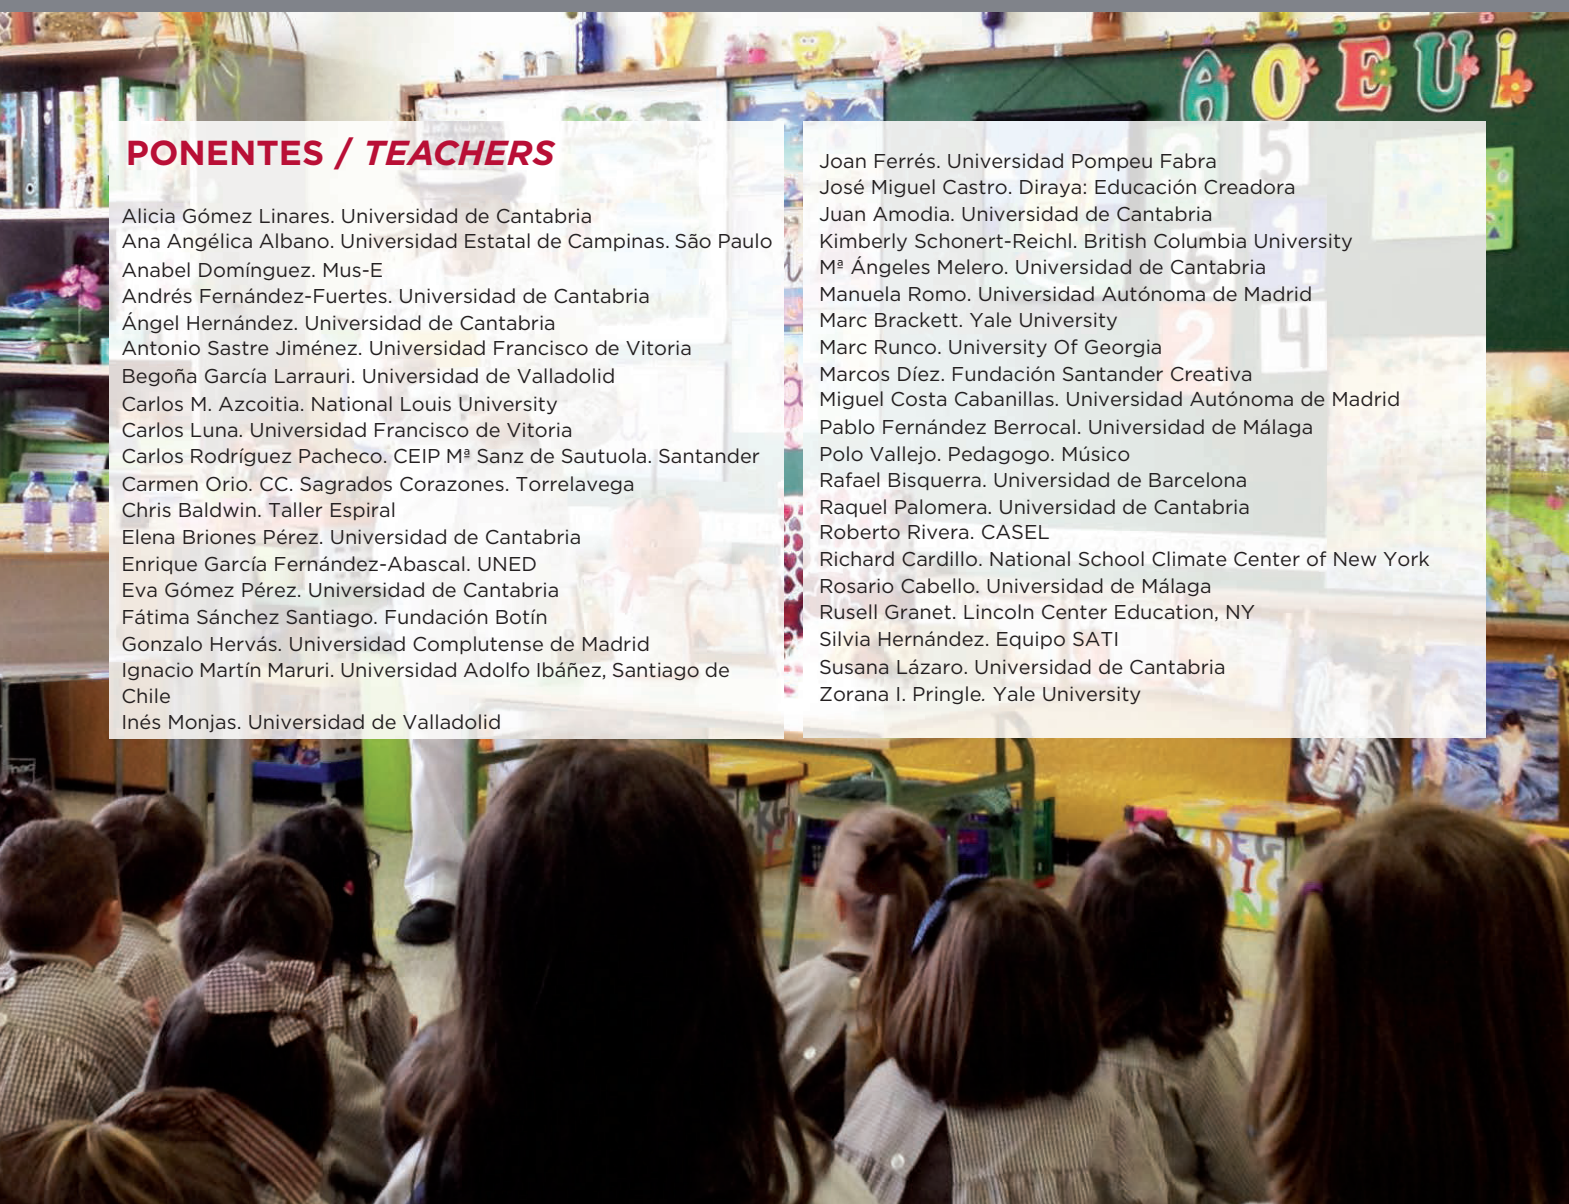 PONENTES / TEACHERS
Alicia Gómez Linares. Universidad de Cantabria
Ana Angélica Albano. Universidad Estatal de Campinas. São Paulo
Anabel Domínguez. Mus-E
Andrés Fernández-Fuertes. Universidad de Cantabria
Ángel Hernández. Universidad de Cantabria
Antonio Sastre Jiménez. Universidad Francisco de Vitoria
Begoña García Larrauri. Universidad de Valladolid
Carlos M. Azcoitia. National Louis University
Carlos Luna. Universidad Francisco de Vitoria
Carlos Rodríguez Pacheco. CEIP Mª Sanz de Sautuola. Santander
Carmen Orio. CC. Sagrados Corazones. Torrelavega
Chris Baldwin. Taller Espiral
Elena Briones Pérez. Universidad de Cantabria
Enrique García Fernández-Abascal. UNED
Eva Gómez Pérez. Universidad de Cantabria
Fátima Sánchez Santiago. Fundación Botín
Gonzalo Hervás. Universidad Complutense de Madrid
Ignacio Martín Maruri. Universidad Adolfo Ibáñez, Santiago de
Chile
Inés Monjas. Universidad de Valladolid
Joan Ferrés. Universidad Pompeu Fabra
José Miguel Castro. Diraya: Educación Creadora
Juan Amodia. Universidad de Cantabria
Kimberly Schonert-Reichl. British Columbia University
Mª Ángeles Melero. Universidad de Cantabria
Manuela Romo. Universidad Autónoma de Madrid
Marc Brackett. Yale University
Marc Runco. University Of Georgia
Marcos Díez. Fundación Santander Creativa
Miguel Costa Cabanillas. Universidad Autónoma de Madrid
Pablo Fernández Berrocal. Universidad de Málaga
Polo Vallejo. Pedagogo. Músico
Rafael Bisquerra. Universidad de Barcelona
Raquel Palomera. Universidad de Cantabria
Roberto Rivera. CASEL
Richard Cardillo. National School Climate Center of New York
Rosario Cabello. Universidad de Málaga
Rusell Granet. Lincoln Center Education, NY
Silvia Hernández. Equipo SATI
Susana Lázaro. Universidad de Cantabria
Zorana I. Pringle. Yale University
A O E U i
5
1.
6
2 4